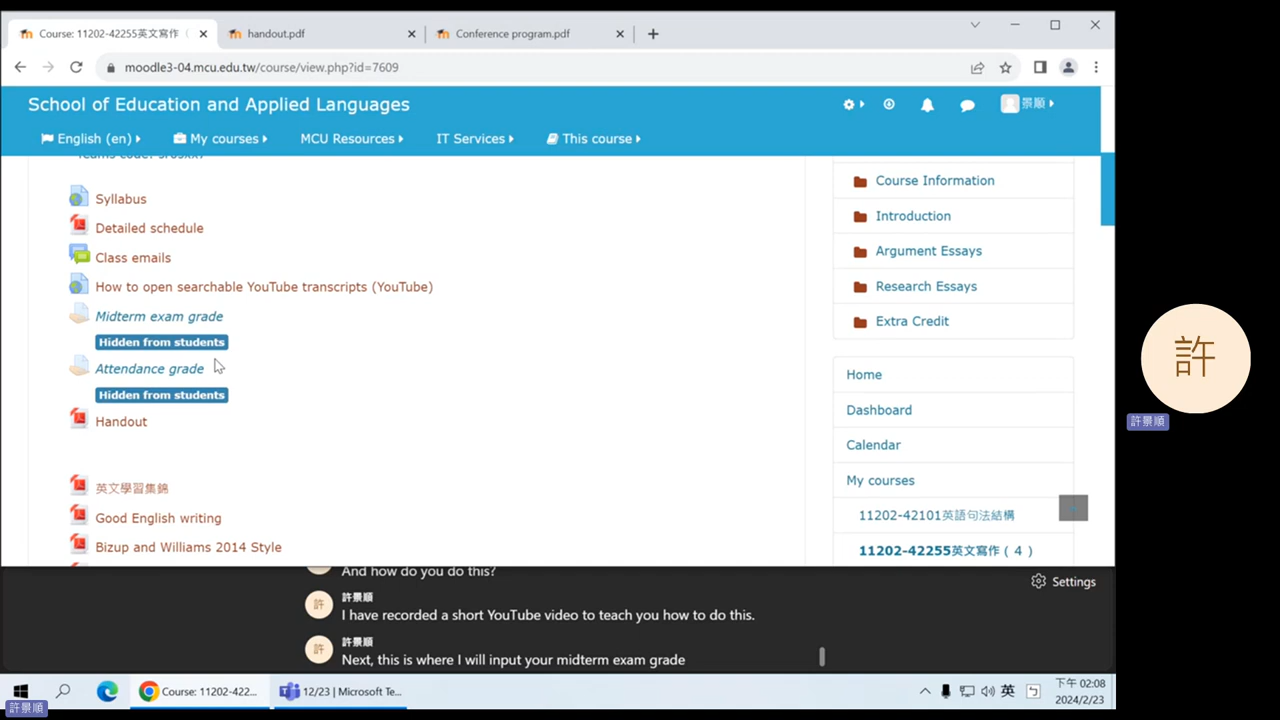 Course: 11202-42255英文寫作（
handout.pdf
Conference program.pdf
moodle3-04.mcu.edu.tw/course/view.php?id=7609
School of Education and Applied Languages
景順
English (en)
My courses
MCU Resources
IT Services
This course
Syllabus
Detailed schedule
Class emails
How to open searchable YouTube transcripts (YouTube)
Midterm exam grade
Hidden from students
Attendance grade
Hidden from students
Handout
英文學習集錦
Good English writing
Bizup and Williams 2014 Style
Course Information
Introduction
Argument Essays
Research Essays
Extra Credit
Home
Dashboard
Calendar
My courses
11202-42101英語句法結構
11202-42255英文寫作（4）
許
許景順
And how do you do this?
Settings
許
許景順
I have recorded a short YouTube video to teach you how to do this.
許
許景順
Next, this is where I will input your midterm exam grade
Course: 11202-422...
12/23 | Microsoft Te...
英
下午 02:08
2024/2/23
許景順